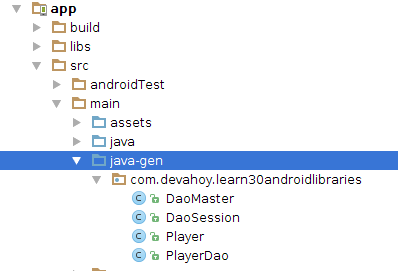 app
build
libs
src
androidTest
main
assets
java
java-gen
com.devahoy.learn30androidlibraries
DaoMaster
DaoSession
Player
PlayerDao